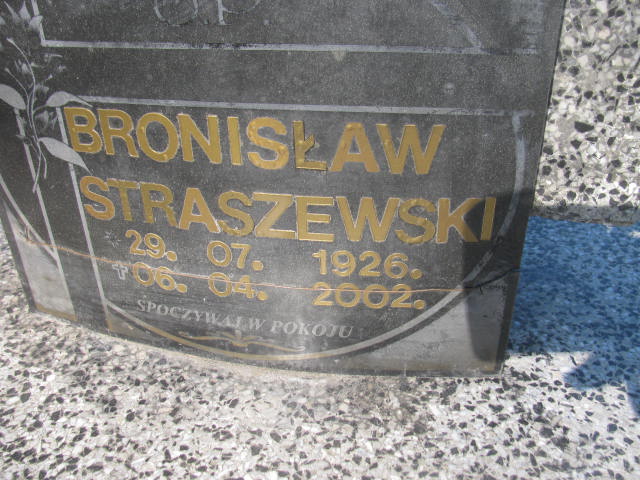 Ś.P.
BRONISŁAW
STRASZEWSKI
29. 07. 1926.
✝06. 04. 2002.
SPOCZYWAJ W POKOJU